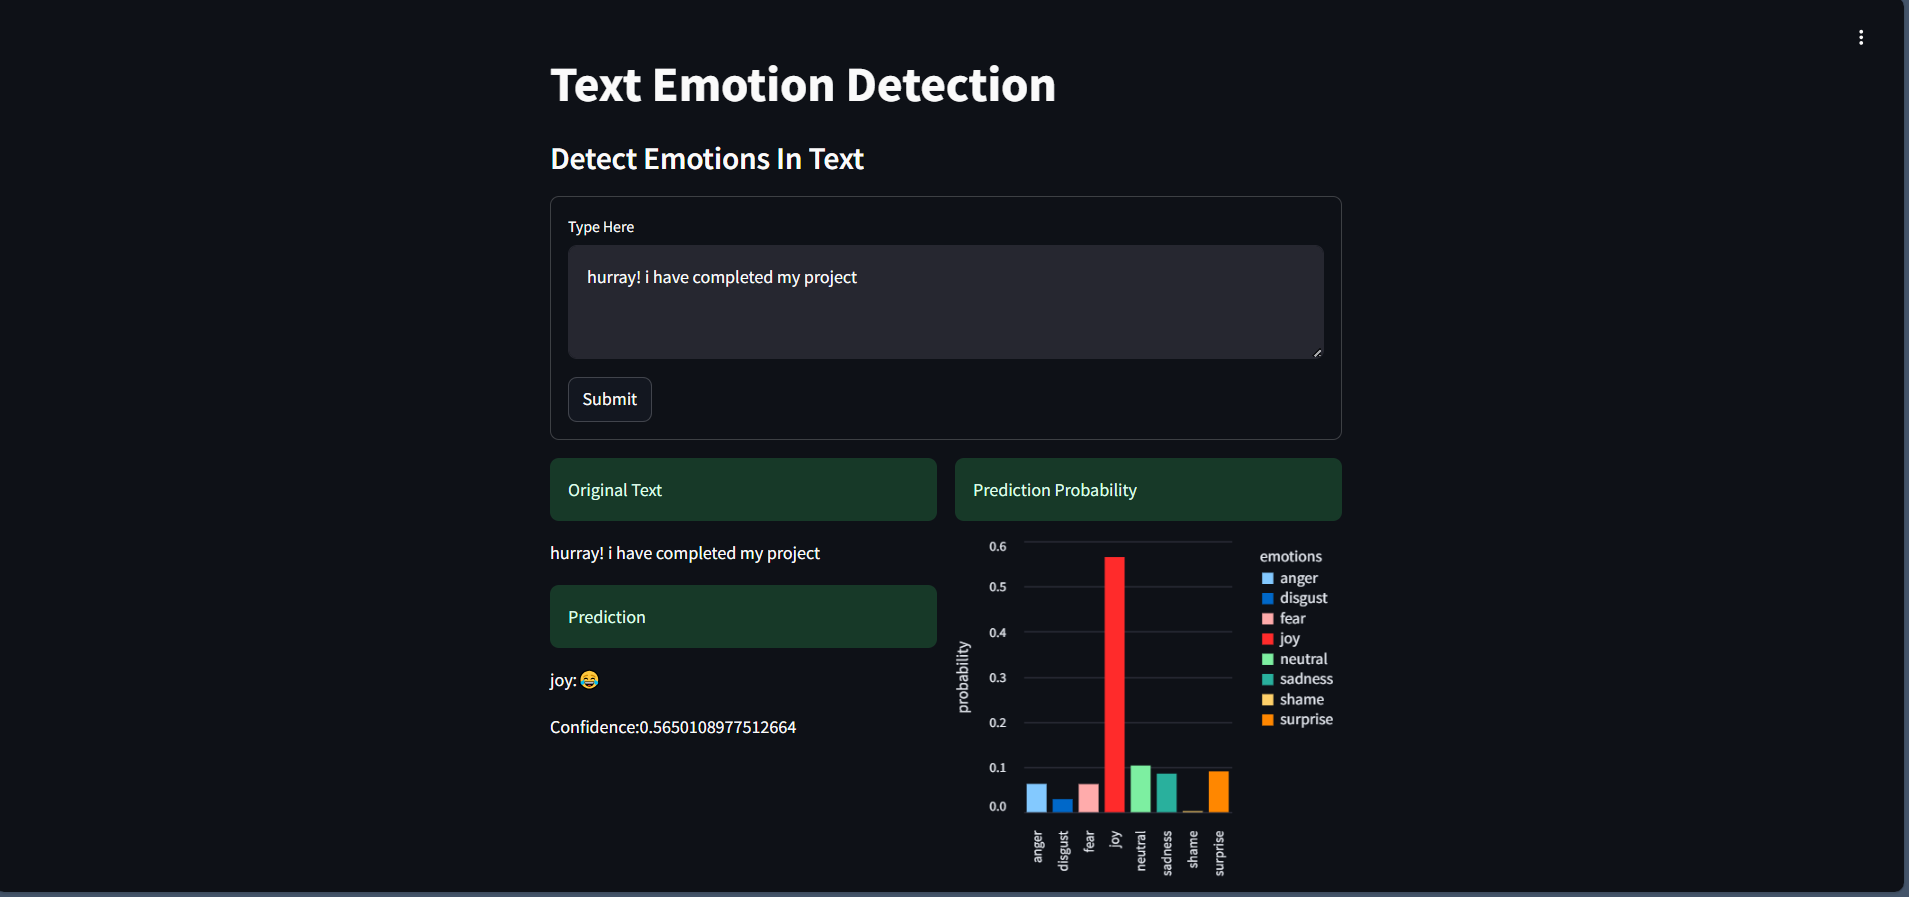 Text Emotion Detection
Detect Emotions In Text
Type Here
hurray! i have completed my project
Submit
Original Text
hurray! i have completed my project
Prediction
joy: 😂
Confidence:0.5650108977512664
Prediction Probability
0.6
0.5
0.4
0.3
0.2
0.1
0.0
probability
anger
disgust
fear
joy
neutral
sadness
shame
surprise
emotions
anger
disgust
fear
joy
neutral
sadness
shame
surprise